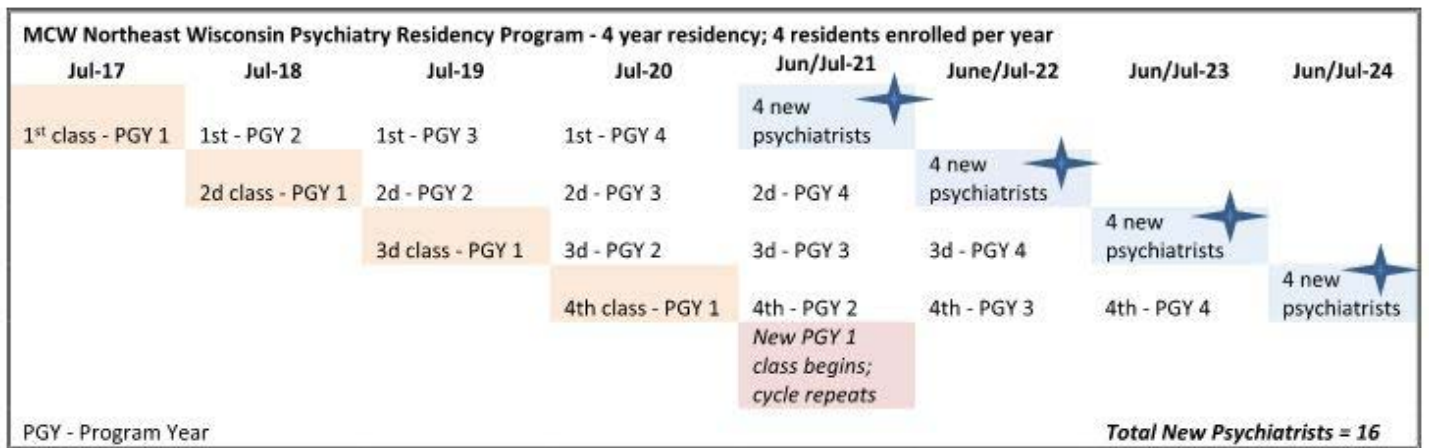 MCW Northeast Wisconsin Psychiatry Residency Program - 4 year residency; 4 residents enrolled per year
Jul-17 Jul-18 Jul-19 Jul-20 Jun/Jul-21 June/Jul-22 Jun/Jul-23 Jun/Jul-24
4 new
1st class - PGY 1 1st - PGY 2 1st - PGY 3 1st - PGY 4 psychiatrists
4 new
2d class - PGY 1 2d - PGY 2 2d - PGY 3 2d - PGY 4 psychiatrists
4 new
3d class - PGY 1 3d - PGY 2 3d - PGY 3 3d - PGY 4 psychiatrists
4 new
4th class - PGY 1 4th - PGY 2 4th - PGY 3 4th - PGY 4 psychiatrists
New PGY 1
class begins;
cycle repeats
PGY - Program Year Total New Psychiatrists = 16